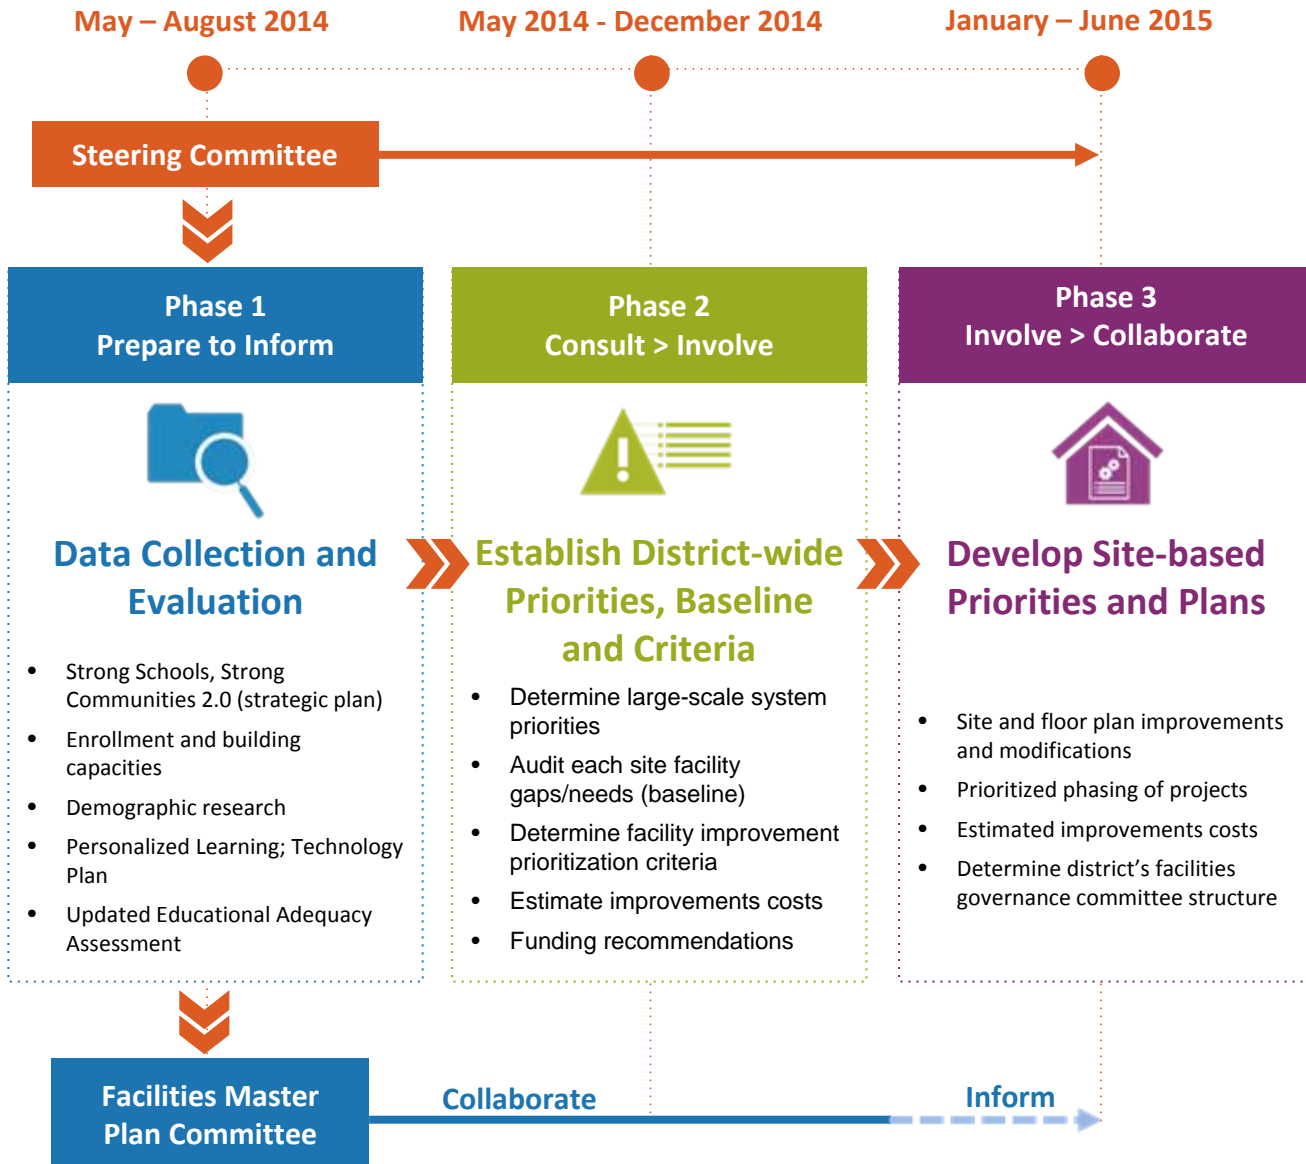 May – August 2014
May 2014 - December 2014
January – June 2015
Steering Committee
Phase 1
Prepare to Inform
Data Collection and
Evaluation
• Strong Schools, Strong
Communities 2.0 (strategic plan)
• Enrollment and building
capacities
• Demographic research
• Personalized Learning; Technology
Plan
• Updated Educational Adequacy
Assessment
Phase 2
Consult > Involve
Establish District-wide
Priorities, Baseline
and Criteria
• Determine large-scale system
priorities
• Audit each site facility
gaps/needs (baseline)
• Determine facility improvement
prioritization criteria
• Estimate improvements costs
• Funding recommendations
Phase 3
Involve > Collaborate
Develop Site-based
Priorities and Plans
• Site and floor plan improvements
and modifications
• Prioritized phasing of projects
• Estimated improvements costs
• Determine district’s facilities
governance committee structure
Facilities Master
Plan Committee
Collaborate
Inform